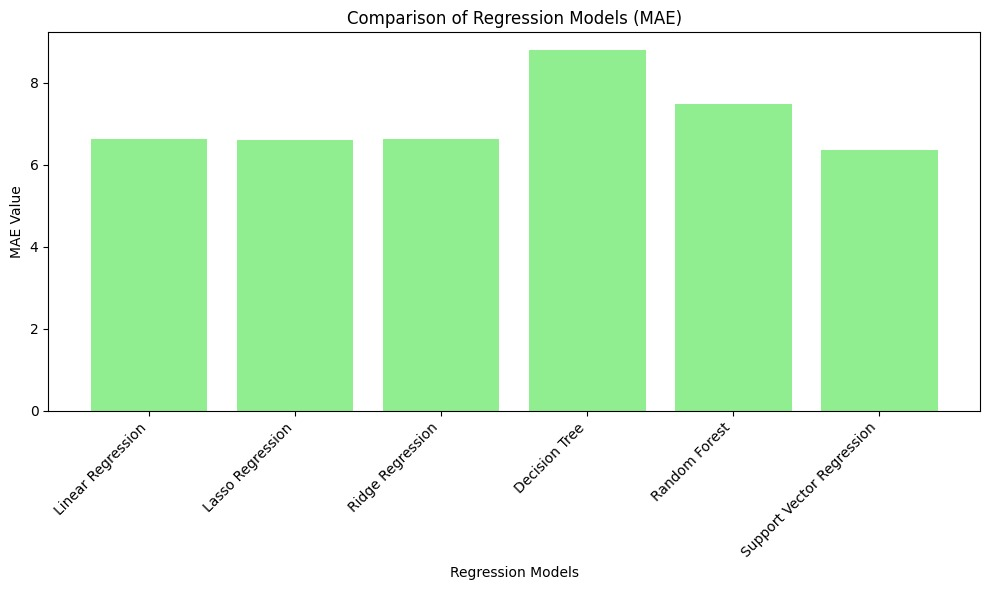 Comparison of Regression Models (MAE)
MAE Value
8
6
4
2
0
Linear Regression
Lasso Regression
Ridge Regression
Decision Tree
Random Forest
Support Vector Regression
Regression Models